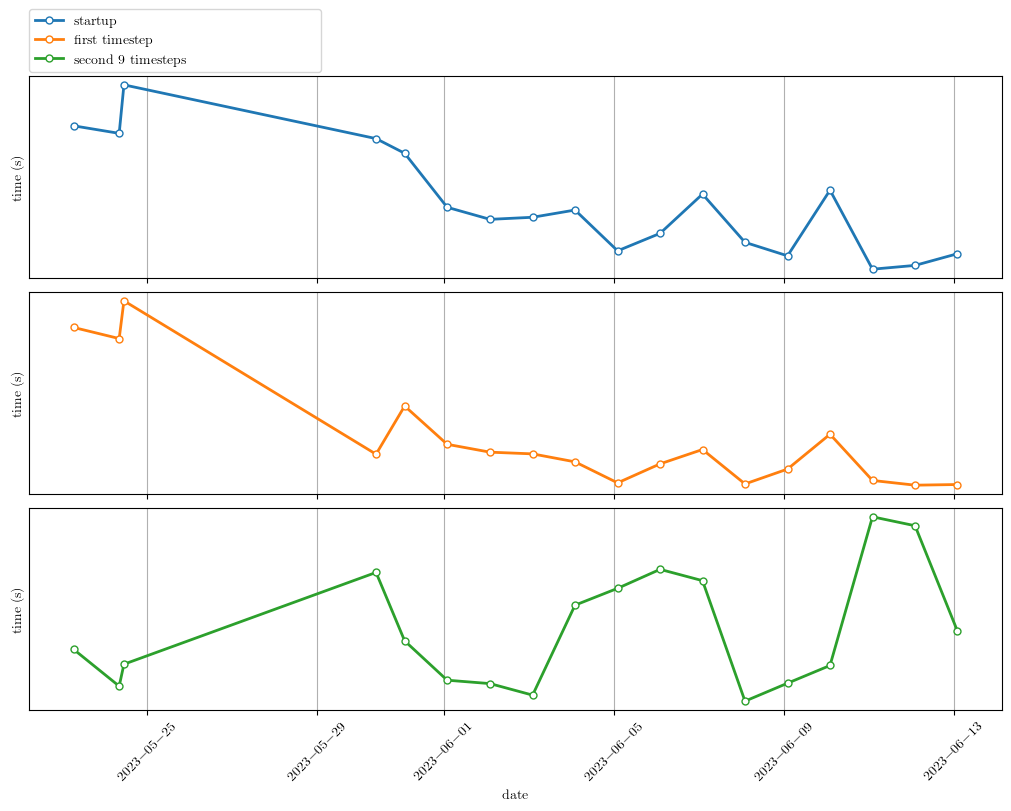 startup
first timestep
second 9 timesteps
time (s)
time (s)
time (s)
2023−05−25
2023−05−29
2023−06−01
2023−06−05
2023−06−09
2023−06−13
date